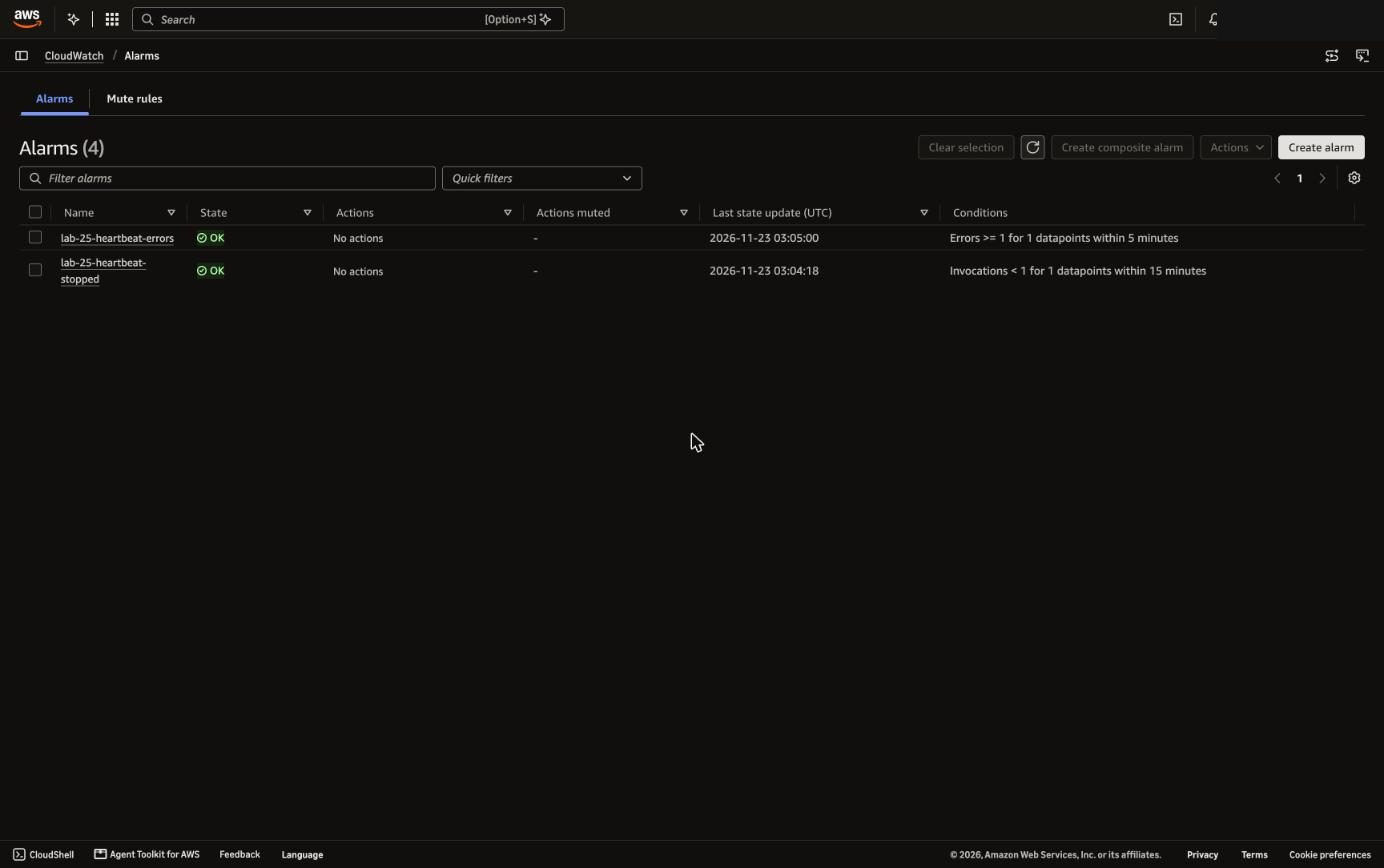 aws
Search [Option+S]
CloudWatch / Alarms
Alarms Mute rules
Alarms (4)
Clear selection Create composite alarm Actions Create alarm
Filter alarms Quick filters 1
Name State Actions Actions muted Last state update (UTC) Conditions
lab-25-heartbeat-errors OK No actions - 2026-11-23 03:05:00 Errors >= 1 for 1 datapoints within 5 minutes
lab-25-heartbeat-
stopped OK No actions - 2026-11-23 03:04:18 Invocations < 1 for 1 datapoints within 15 minutes
CloudShell Agent Toolkit for AWS Feedback Language © 2026, Amazon Web Services, Inc. or its affiliates. Privacy Terms Cookie preferences